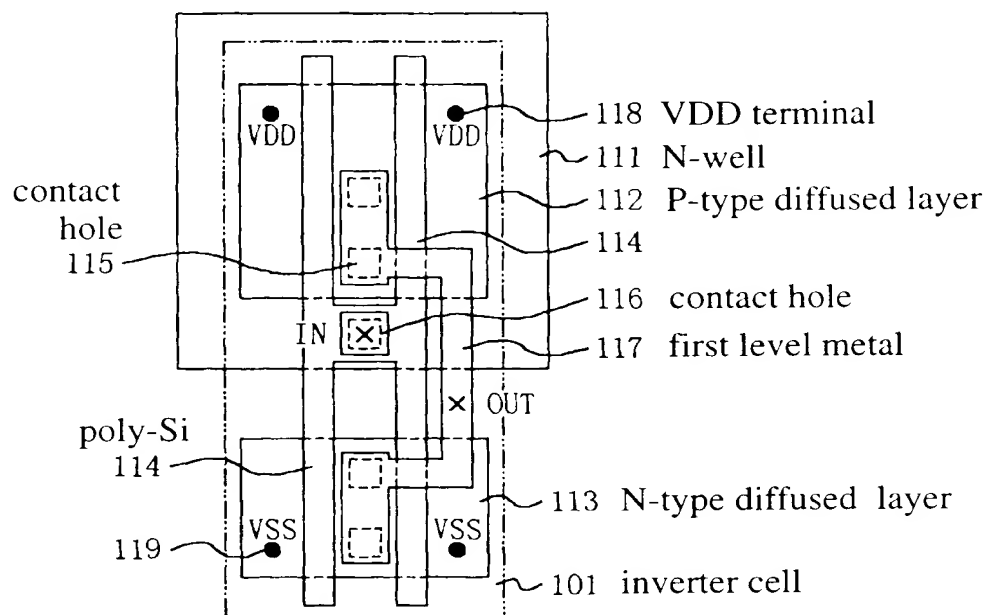 VDD VDD
118 VDD terminal
111 N-well
112 P-type diffused layer
contact
hole
115
114
IN
116 contact hole
117 first level metal
× OUT
poly-Si
114
113 N-type diffused layer
VSS VSS
119
101 inverter cell